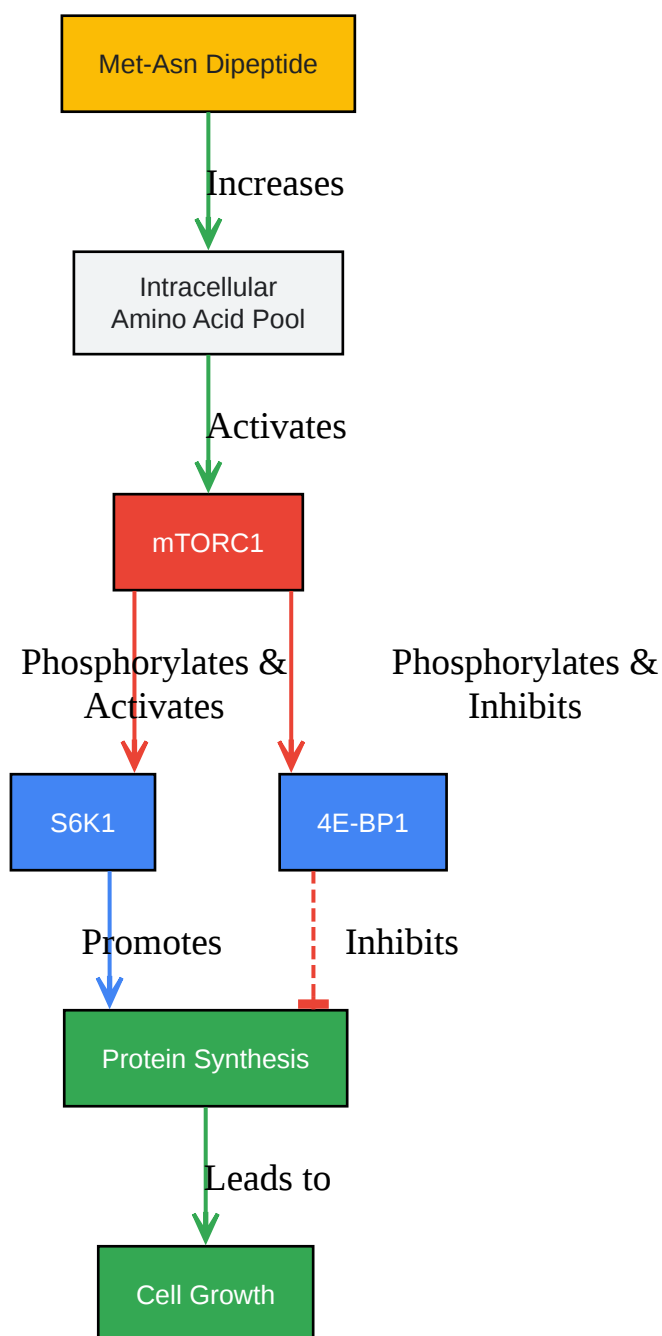 Met-Asn Dipeptide
Increases
Intracellular
Amino Acid Pool
Activates
mTORC1
Phosphorylates &
Activates
Phosphorylates &
Inhibits
S6K1
4E-BP1
Promotes
Inhibits
Protein Synthesis
Leads to
Cell Growth